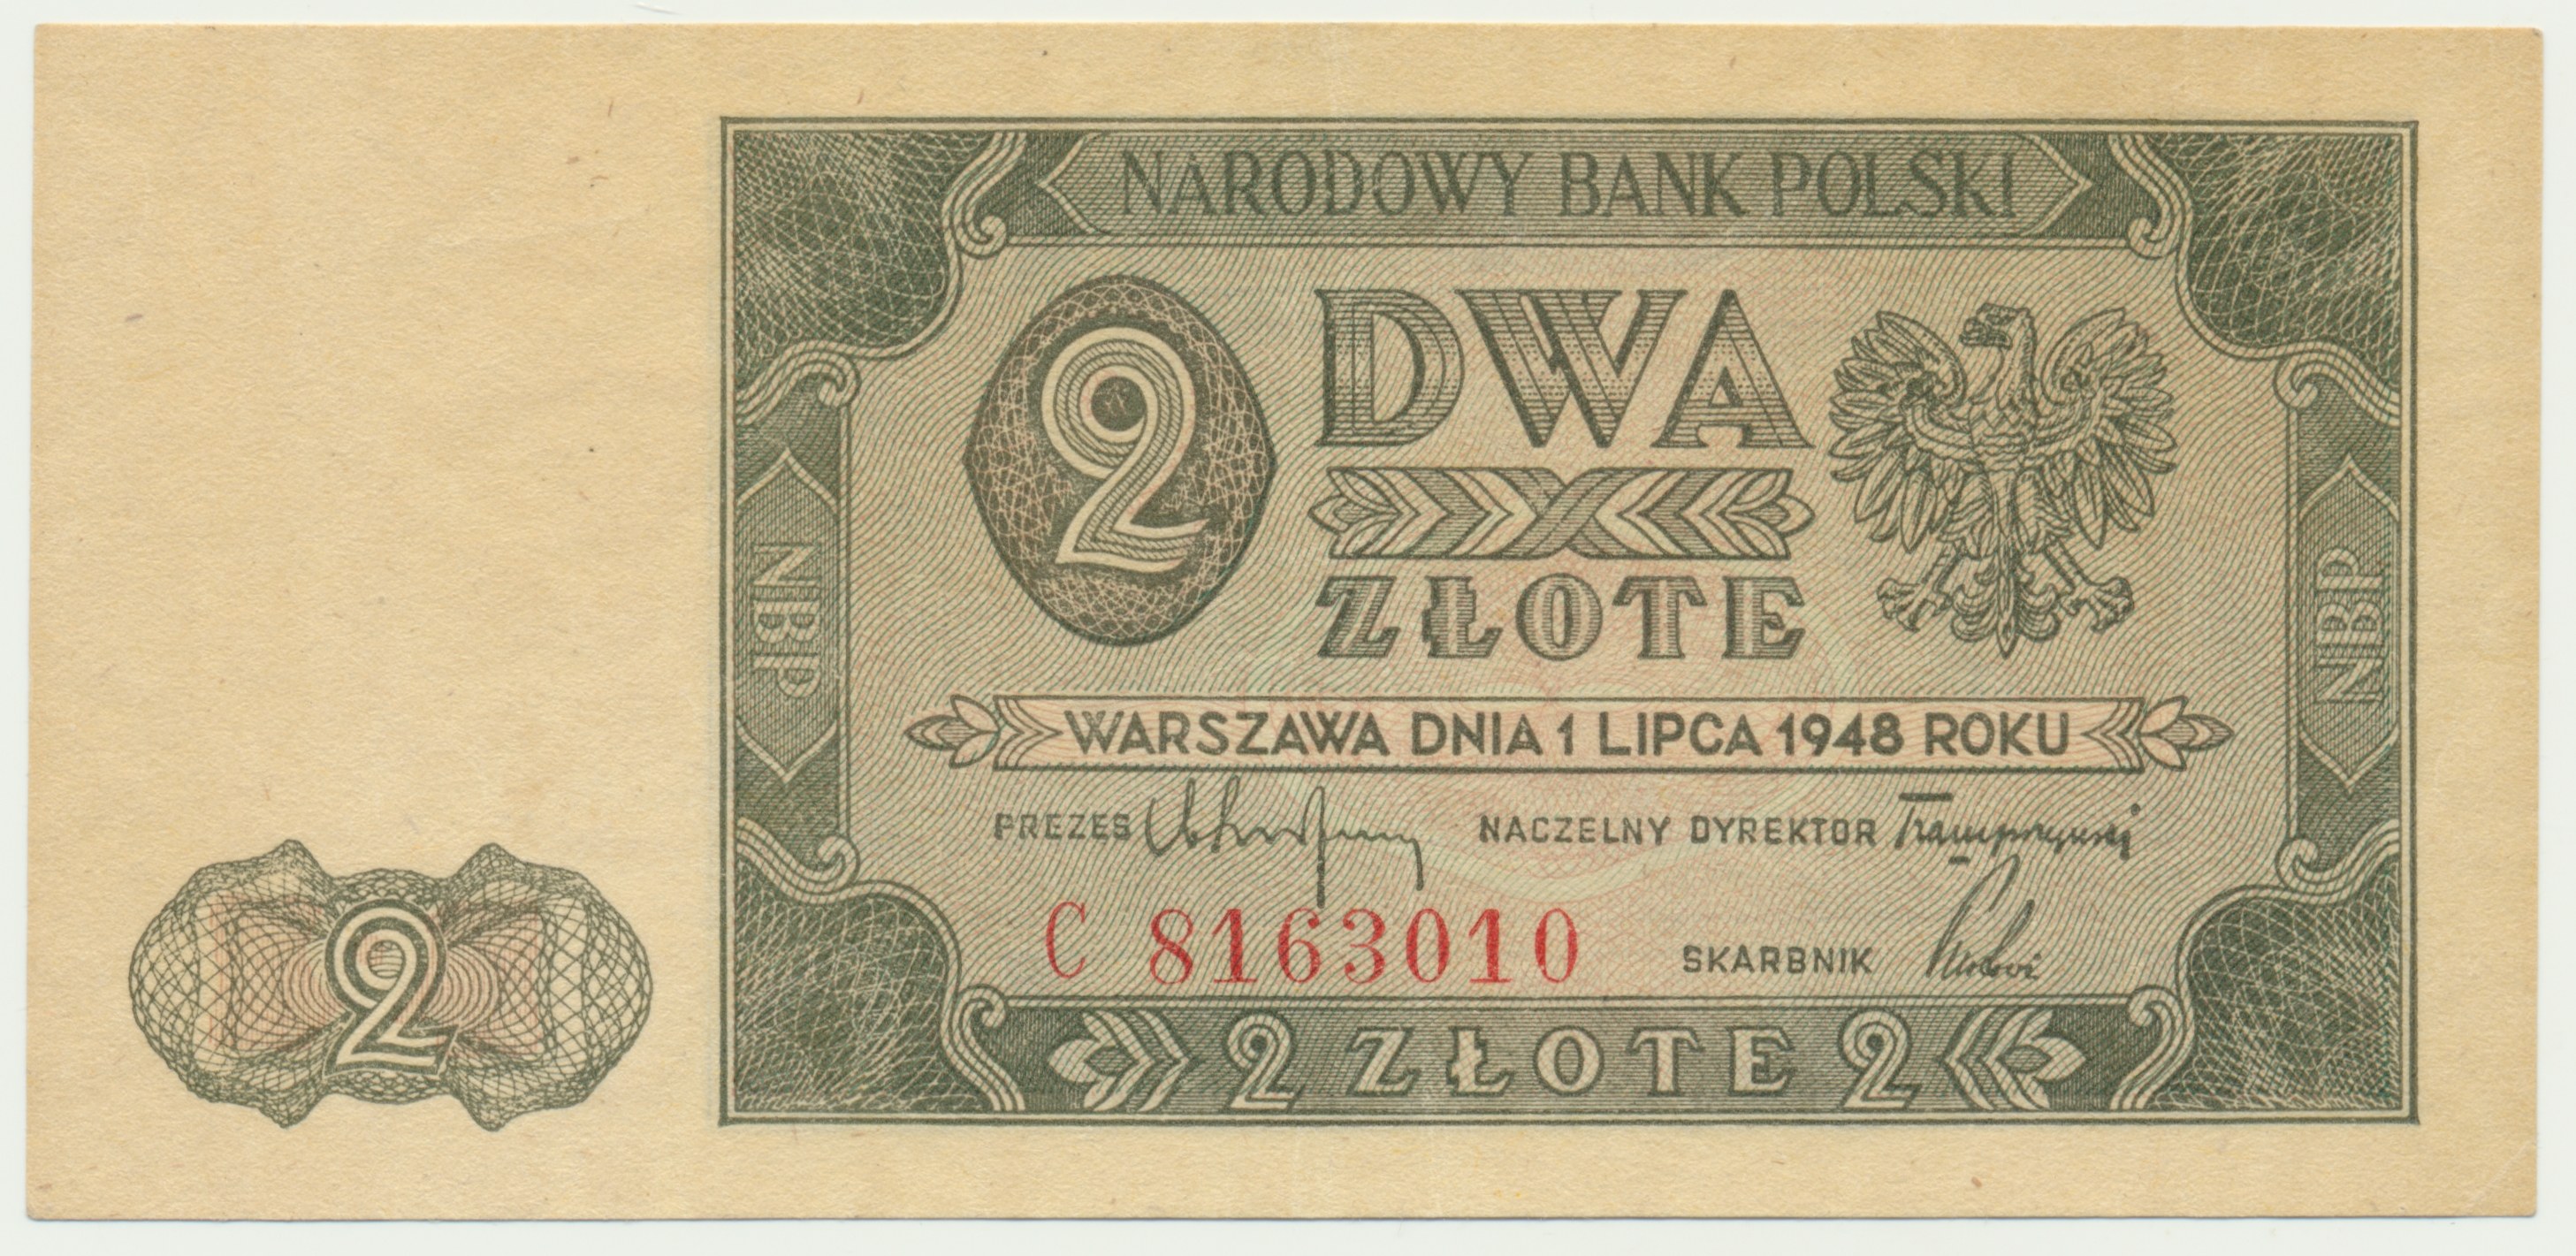 NARODOWY BANK POLSKI
2
DWA
ZŁOTE
NBP
NBP
WARSZAWA DNIA 1 LIPCA 1948 ROKU
PREZES NACZELNY DYREKTOR
C 8163010
SKARBNIK
2
2 ZŁOTE 2